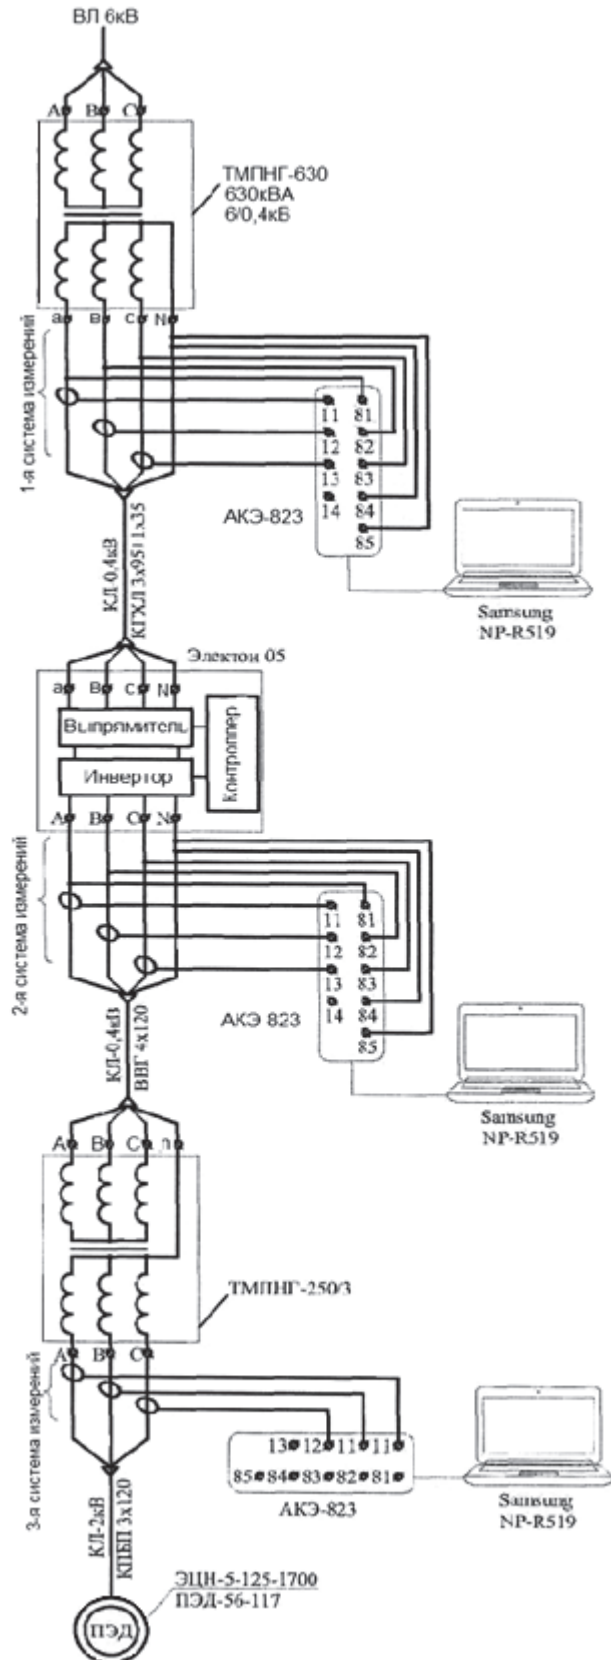 ВЛ 6кВ
А В С
ТМПНГ-630
630кВА
6/0,4кВ
а в с N
1-я система измерений
11 81
12 82
13 83
14 84
85
АКЭ-823
Samsung
NP-R519
КЛ-0,4кВ
КГХЛ 3х95+1х35
Электон 05
а в с N
Выпрямитель
Инвертор
Контроллер
А В С N
2-я система измерений
11 81
12 82
13 83
14 84
85
АКЭ 823
Samsung
NP-R519
КЛ-0,4кВ
ВВГ 4х120
А В С n
ТМПНГ-250/3
А В С
3-я система измерений
13 12 11 11
85 84 83 82 81
АКЭ-823
Samsung
NP-R519
КЛ-2кВ
КПБП 3х120
ЭЦН-5-125-1700
ПЭД-56-117
ПЭД